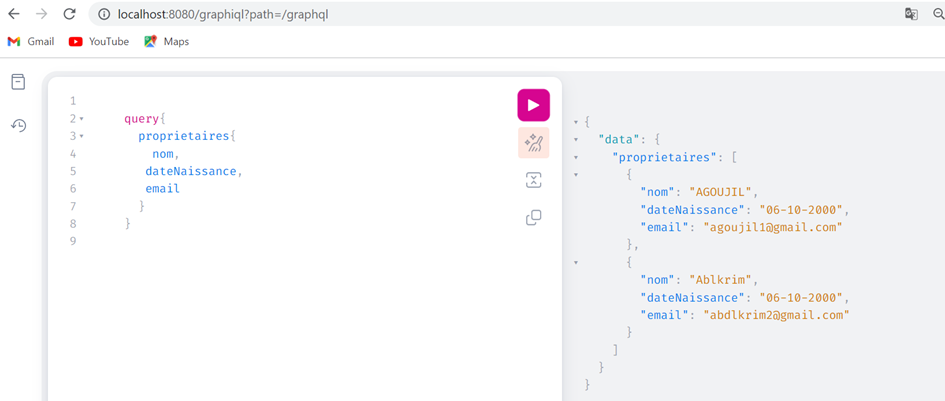 localhost:8080/graphiql?path=/graphql
Gmail YouTube Maps
1
2 query{
3 proprietaires{
4 nom,
5 dateNaissance,
6 email
7 }
8 }
9
{
"data": {
"proprietaires": [
{
"nom": "AGOUJIL",
"dateNaissance": "06-10-2000",
"email": "agoujil1@gmail.com"
},
{
"nom": "Ablkrim",
"dateNaissance": "06-10-2000",
"email": "abdlkrim2@gmail.com"
}
]
}
}